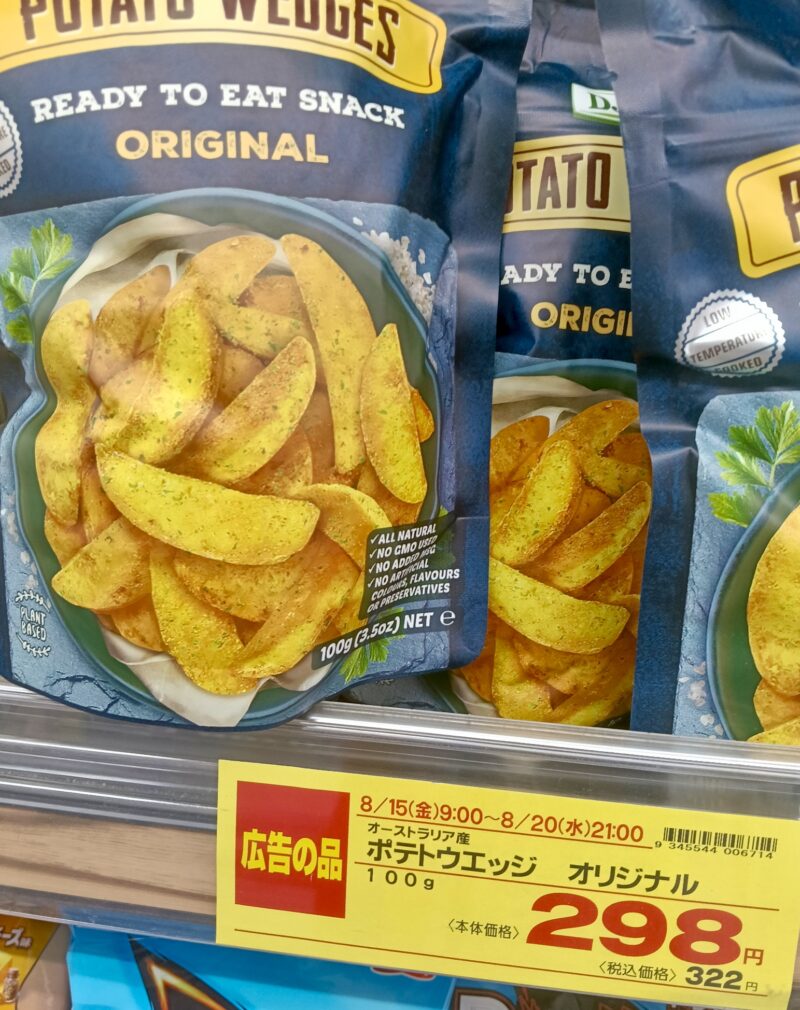 POTATO WEDGES
READY TO EAT SNACK
ORIGINAL
✓ALL NATURAL
✓NO GMO USED
✓NO ADDED MSG
✓NO ARTIFICIAL
COLOURS, FLAVOURS
OR PRESERVATIVES
100g (3.5oz) NET e
PLANT
BASED
TATO
ADY TO E
ORIGI
LOW
TEMPERATURE
COOKED
広告の品
8/15(金)9:00~8/20(水)21:00
オーストラリア産
ポテトウエッジ オリジナル
100g
9 345544 006714
〈本体価格〉298円
〈税込価格〉322円